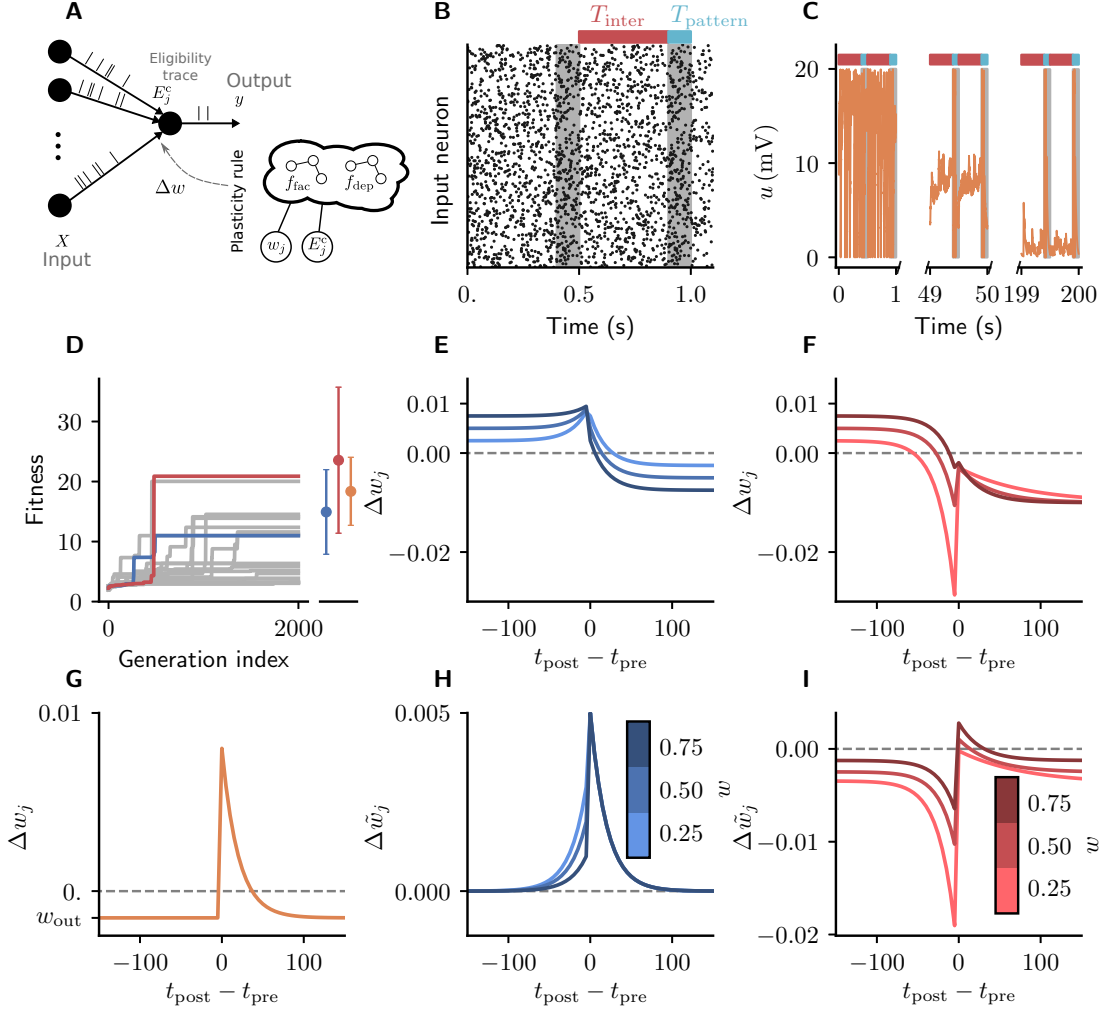 A
Eligibility
trace
E_j^c
Output
y
X
Input
Δw
Plasticity rule
f_fac
f_dep
w_j
E_j^c
B
T_inter
T_pattern
Input neuron
0.
0.5
1.0
Time (s)
C
u (mV)
20
10
0
0
1
49
50
199
200
Time (s)
D
Fitness
30
20
10
0
0
2000
Generation index
E
Δw_j
0.01
0.00
−0.02
−100
0
100
t_post − t_pre
F
Δw_j
0.01
0.00
−0.02
−100
0
100
t_post − t_pre
G
Δw_j
0.01
0.
w_out
−100
0
100
t_post − t_pre
H
Δw̃_j
0.005
0.000
0.75
0.50
0.25
w
−100
0
100
t_post − t_pre
I
Δw̃_j
0.00
−0.01
−0.02
0.75
0.50
0.25
w
−100
0
100
t_post − t_pre